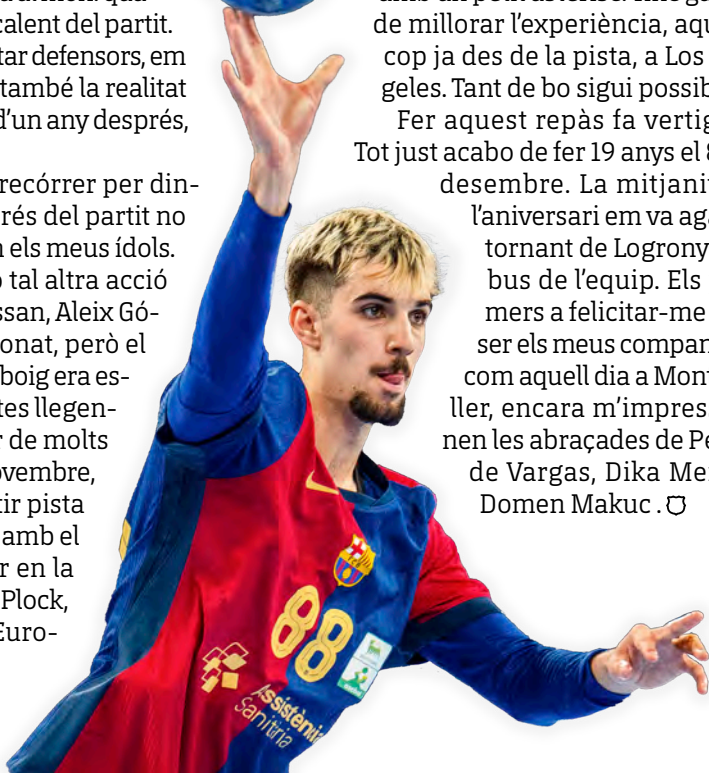 calent del partit.
tar defensors, em
també la realitat
d’un any després,
recórrer per din-
rés del partit no
els meus ídols.
tal altra acció
ssan, Aleix Gó-
onat, però el
boig era es-
tes llegen-
r de molts
ovembre,
tir pista
amb el
r en la
Plock,
Euro-
de millorar l’experiència, aqu
cop ja des de la pista, a Los
geles. Tant de bo sigui possib
Fer aquest repàs fa vertig
Tot just acabo de fer 19 anys el 8
desembre. La mitjani
l’aniversari em va aga
tornant de Logrony
bus de l’equip. Els
mers a felicitar-me
ser els meus compan
com aquell dia a Mont
ller, encara m’impres
nen les abraçades de Pe
de Vargas, Dika Me
Domen Makuc .
88
Assistència
Sanitària